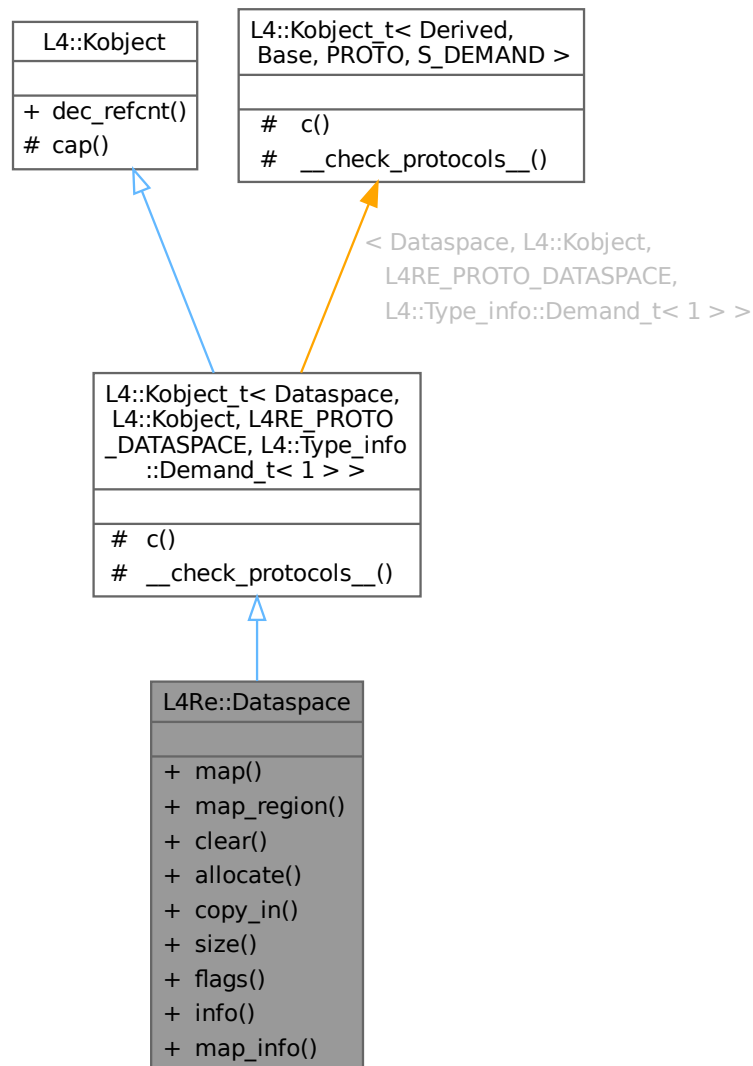 L4::Kobject
+ dec_refcnt()
# cap()
L4::Kobject_t< Derived,
Base, PROTO, S_DEMAND >
# c()
# __check_protocols__()
< Dataspace, L4::Kobject,
L4RE_PROTO_DATASPACE,
L4::Type_info::Demand_t< 1 > >
L4::Kobject_t< Dataspace,
L4::Kobject, L4RE_PROTO
_DATASPACE, L4::Type_info
::Demand_t< 1 > >
# c()
# __check_protocols__()
L4Re::Dataspace
+ map()
+ map_region()
+ clear()
+ allocate()
+ copy_in()
+ size()
+ flags()
+ info()
+ map_info()